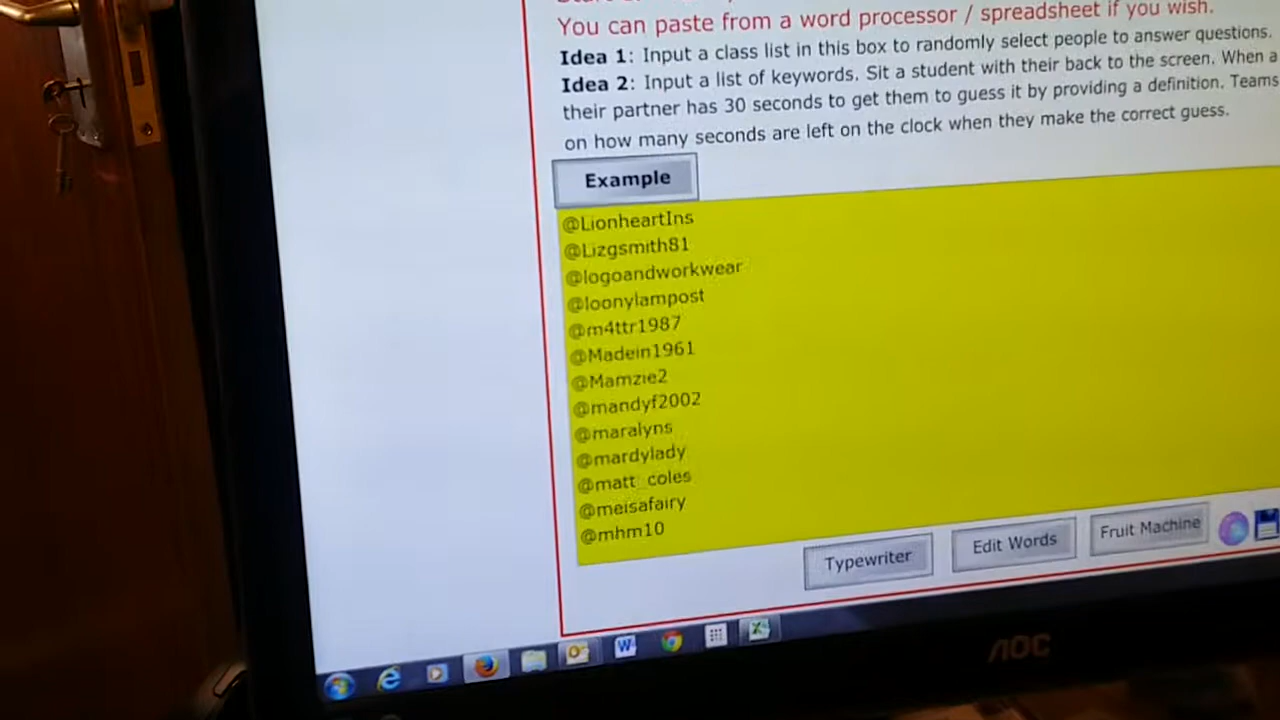 You can paste from a word processor / spreadsheet if you wish.
Idea 1: Input a class list in this box to randomly select people to answer questions.
Idea 2: Input a list of keywords. Sit a student with their back to the screen. When a
their partner has 30 seconds to get them to guess it by providing a definition. Teams
on how many seconds are left on the clock when they make the correct guess.
Example
@LionheartIns
@Lizgsmith81
@logoandworkwear
@loonylampost
@m4ttr1987
@Madein1961
@Mamzie2
@mandyf2002
@maralyns
@mardylady
@matt_coles
@meisafairy
@mhm10
Typewriter
Edit Words
Fruit Machine
AOC